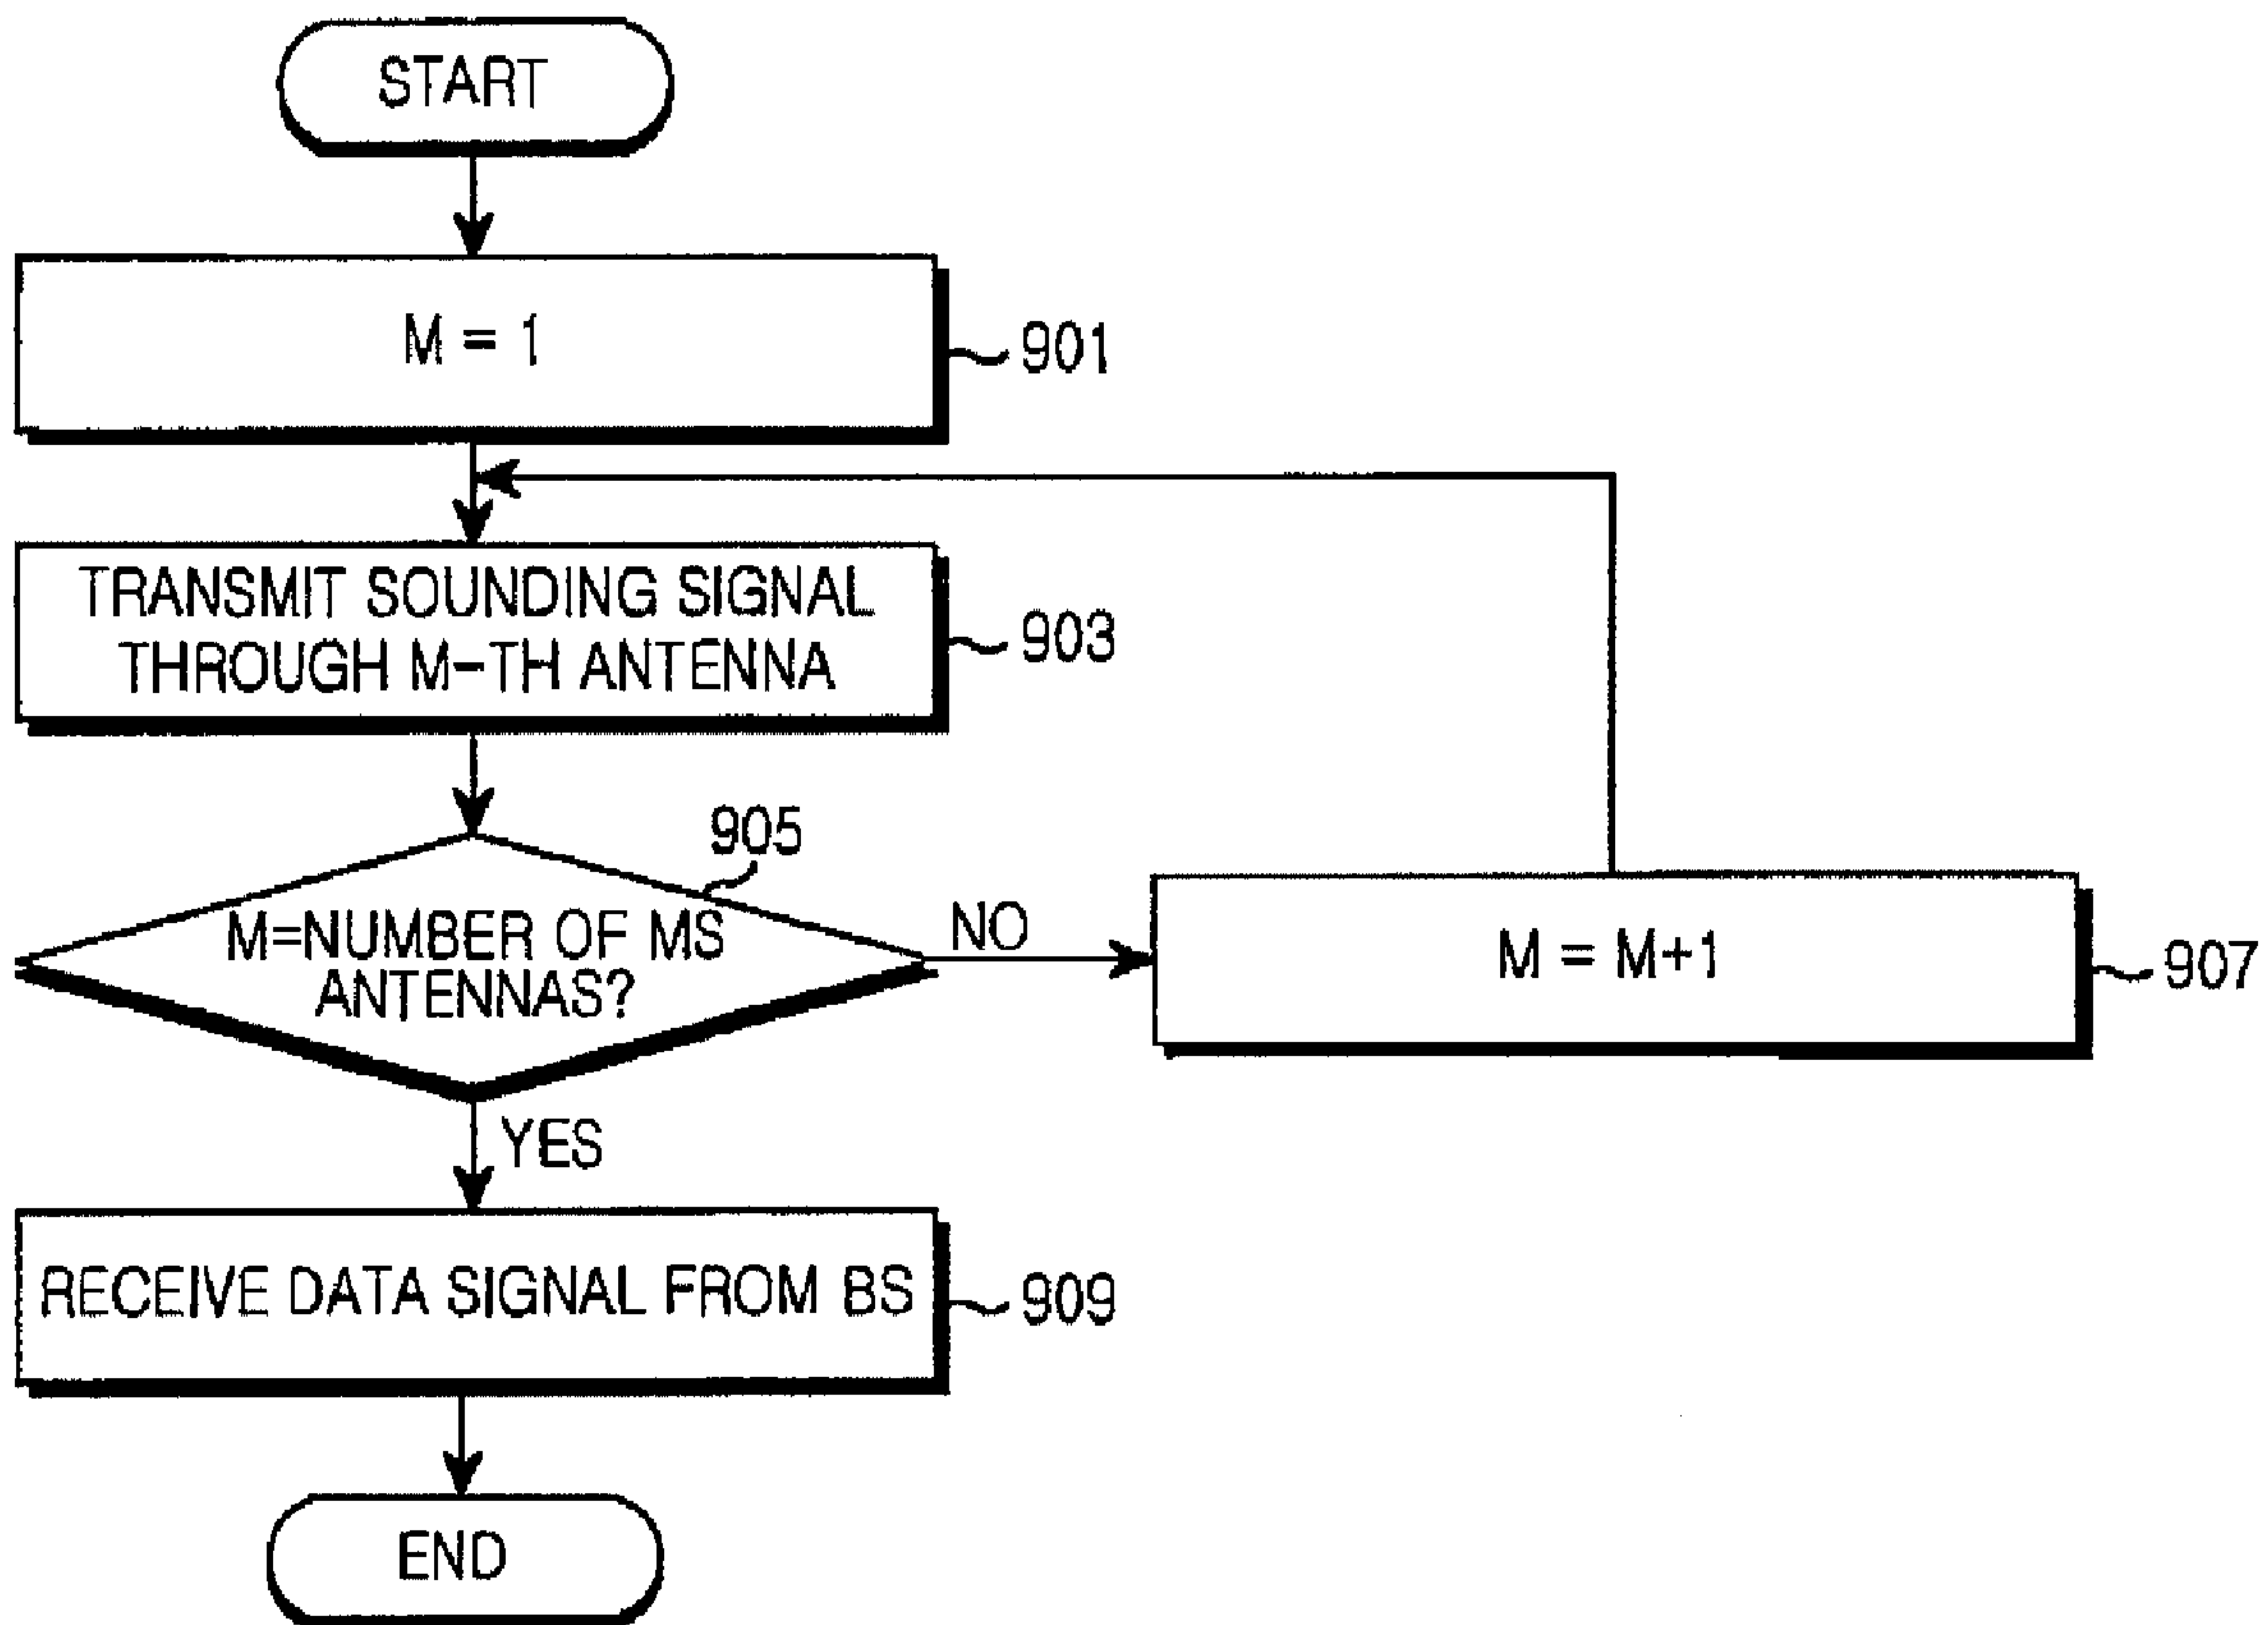 START
M = 1
901
TRANSMIT SOUNDING SIGNAL
THROUGH M-TH ANTENNA
903
905
M=NUMBER OF MS
ANTENNAS?
NO
M = M+1
907
YES
RECEIVE DATA SIGNAL FROM BS
909
END